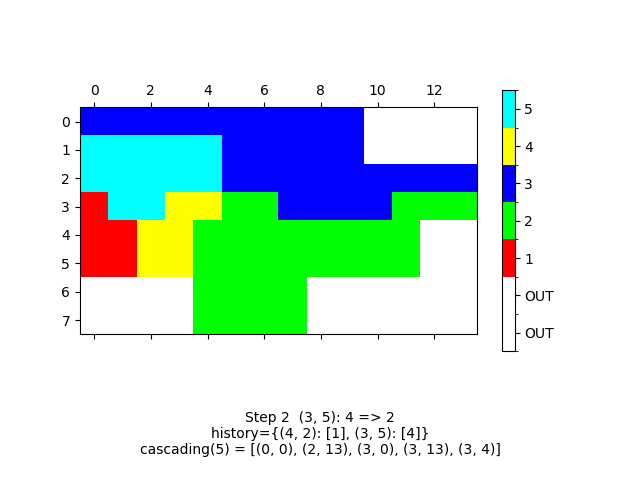 0 2 4 6 8 10 12
0
1
2
3
4
5
6
7
5
4
3
2
1
OUT
OUT
Step 2  (3, 5): 4 => 2
history={(4, 2): [1], (3, 5): [4]}
cascading(5) = [(0, 0), (2, 13), (3, 0), (3, 13), (3, 4)]